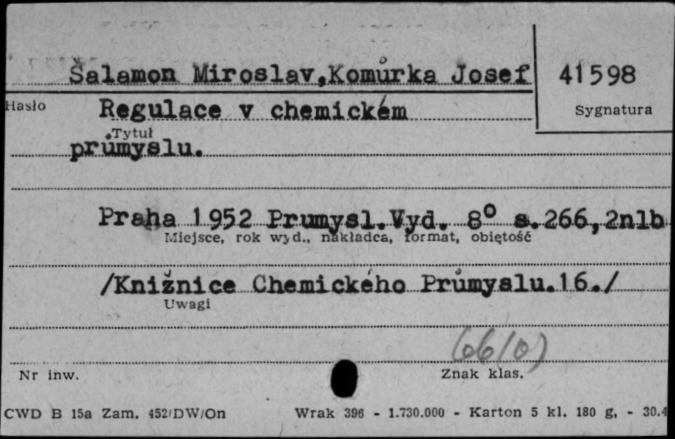 Šalamon Miroslav,Komůrka Josef 41598
Hasło Regulace v chemickém Sygnatura
Tytuł
průmyslu.
Praha 1952 Prumysl.Vyd. 8° s.266,2nlb
Miejsce, rok wyd., nakładca, format, objętość
/Knižnice Chemického Průmyslu.16./
Uwagi
(66/0)
Nr inw. Znak klas.
CWD B 15a Zam. 452/DW/On Wrak 396 - 1.730.000 - Karton 5 kl. 180 g. - 30.4